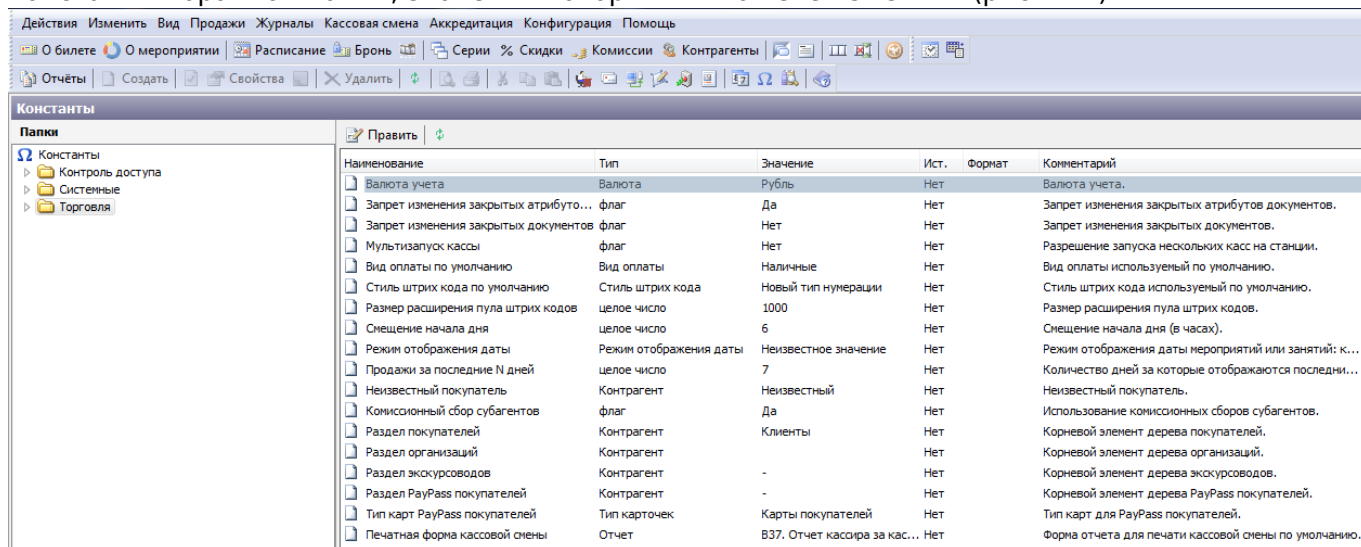 Действия Изменить Вид Продажи Журналы Кассовая смена Аккредитация Конфигурация Помощь
О билете О мероприятии Расписание Бронь Серии % Скидки Комиссии Контрагенты
Отчёты Создать Свойства Удалить
Константы
Папки
Править
Константы
Контроль доступа
Системные
Торговля
Наименование Тип Значение Ист. Формат Комментарий
Валюта учета Валюта Рубль Нет Валюта учета.
Запрет изменения закрытых атрибуто... флаг Да Нет Запрет изменения закрытых атрибутов документов.
Запрет изменения закрытых документов флаг Нет Нет Запрет изменения закрытых документов.
Мультизапуск кассы флаг Нет Нет Разрешение запуска нескольких касс на станции.
Вид оплаты по умолчанию Вид оплаты Наличные Нет Вид оплаты используемый по умолчанию.
Стиль штрих кода по умолчанию Стиль штрих кода Новый тип нумерации Нет Стиль штрих кода используемый по умолчанию.
Размер расширения пула штрих кодов целое число 1000 Нет Размер расширения пула штрих кодов.
Смещение начала дня целое число 6 Нет Смещение начала дня (в часах).
Режим отображения даты Режим отображения даты Неизвестное значение Нет Режим отображения даты мероприятий или занятий: к...
Продажи за последние N дней целое число 7 Нет Количество дней за которые отображаются последни...
Неизвестный покупатель Контрагент Неизвестный Нет Неизвестный покупатель.
Комиссионный сбор субагентов флаг Да Нет Использование комиссионных сборов субагентов.
Раздел покупателей Контрагент Клиенты Нет Корневой элемент дерева покупателей.
Раздел организаций Контрагент Нет Корневой элемент дерева организаций.
Раздел экскурсоводов Контрагент - Нет Корневой элемент дерева экскурсоводов.
Раздел PayPass покупателей Контрагент - Нет Корневой элемент дерева PayPass покупателей.
Тип карт PayPass покупателей Тип карточек Карты покупателей Нет Тип карт для PayPass покупателей.
Печатная форма кассовой смены Отчет B37. Отчет кассира за кас... Нет Форма отчета для печати кассовой смены по умолчанию.